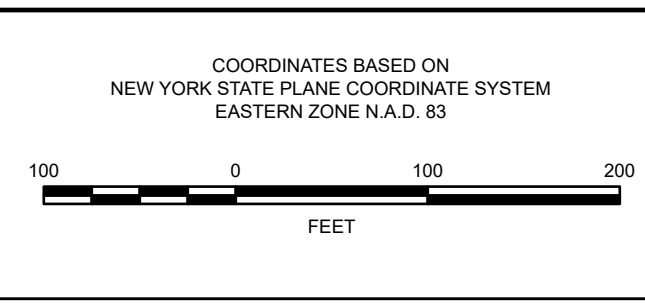 COORDINATES BASED ON
NEW YORK STATE PLANE COORDINATE SYSTEM
EASTERN ZONE N.A.D. 83
100 0 100 200
FEET